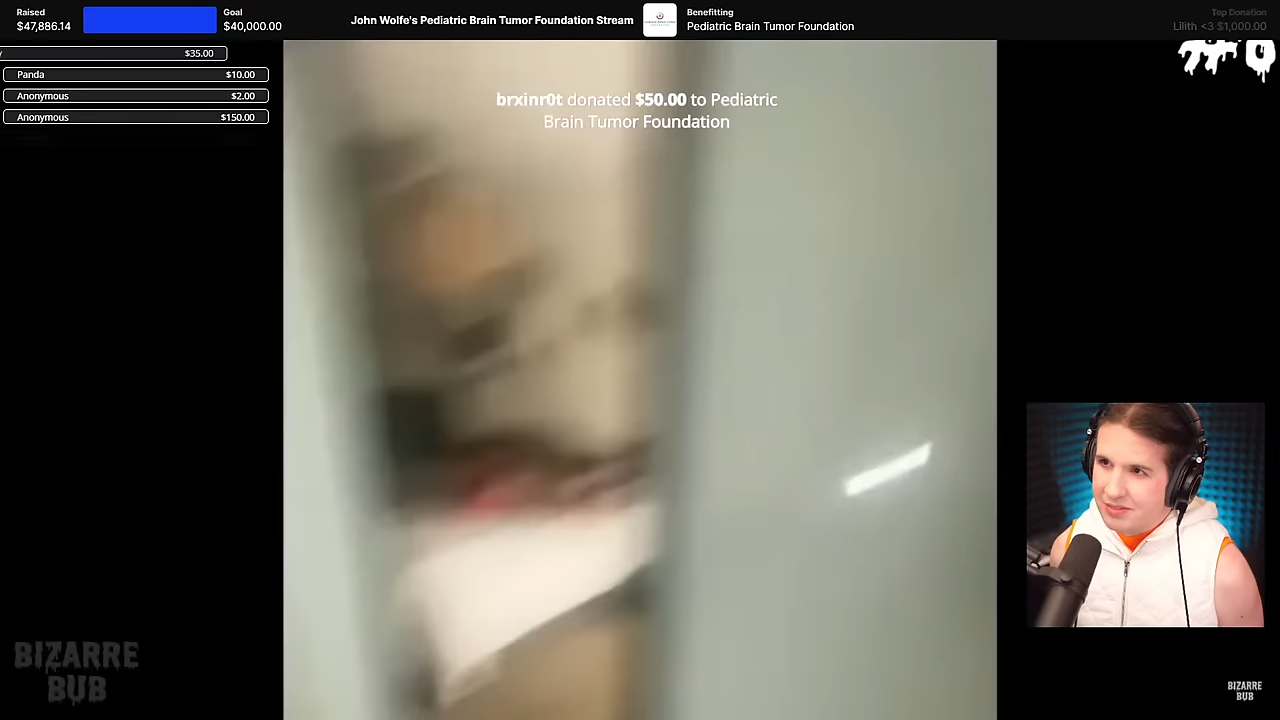 Raised
$47,886.14
Goal
$40,000.00
John Wolfe's Pediatric Brain Tumor Foundation Stream
Benefitting
Pediatric Brain Tumor Foundation
Top Donation
Lilith <3 $1,000.00
$35.00
Panda $10.00
Anonymous $2.00
Anonymous $150.00
brxinr0t donated $50.00 to Pediatric
Brain Tumor Foundation
BIZARRE
BUB
BIZARRE
BUB